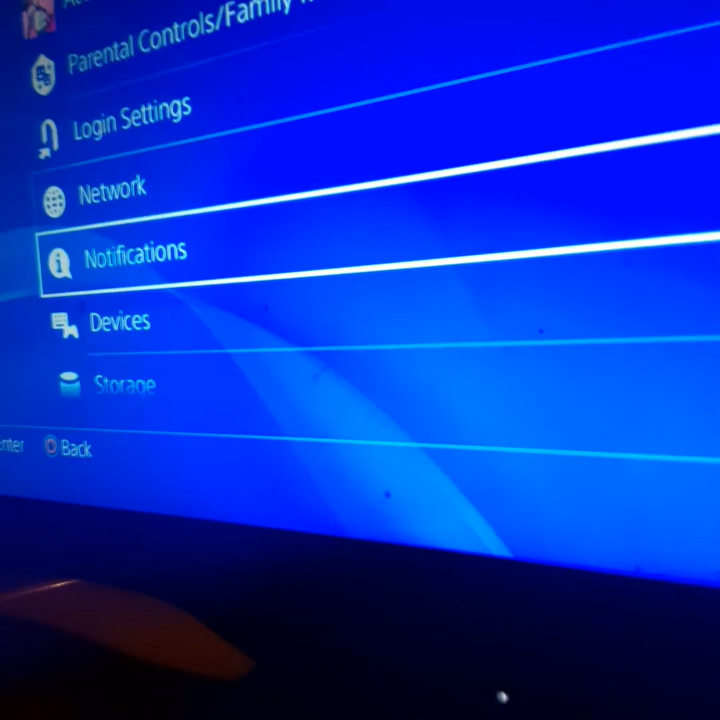 Parental Controls/Family
Login Settings
Network
Notifications
Devices
Storage
Back